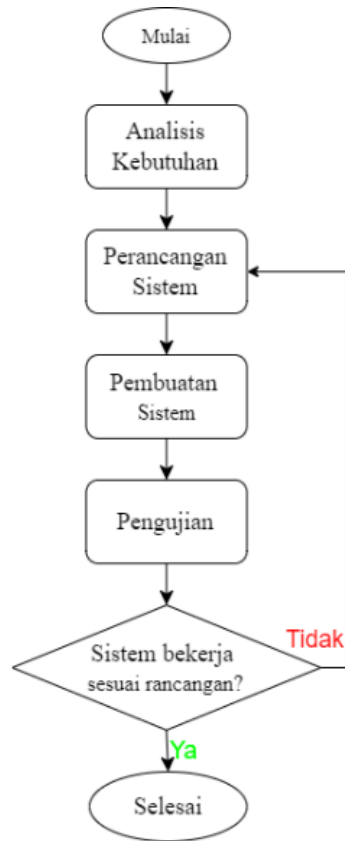 Mulai
Analisis
Kebutuhan
Perancangan
Sistem
Pembuatan
Sistem
Pengujian
Sistem bekerja
sesuai rancangan?
Tidak
Ya
Selesai